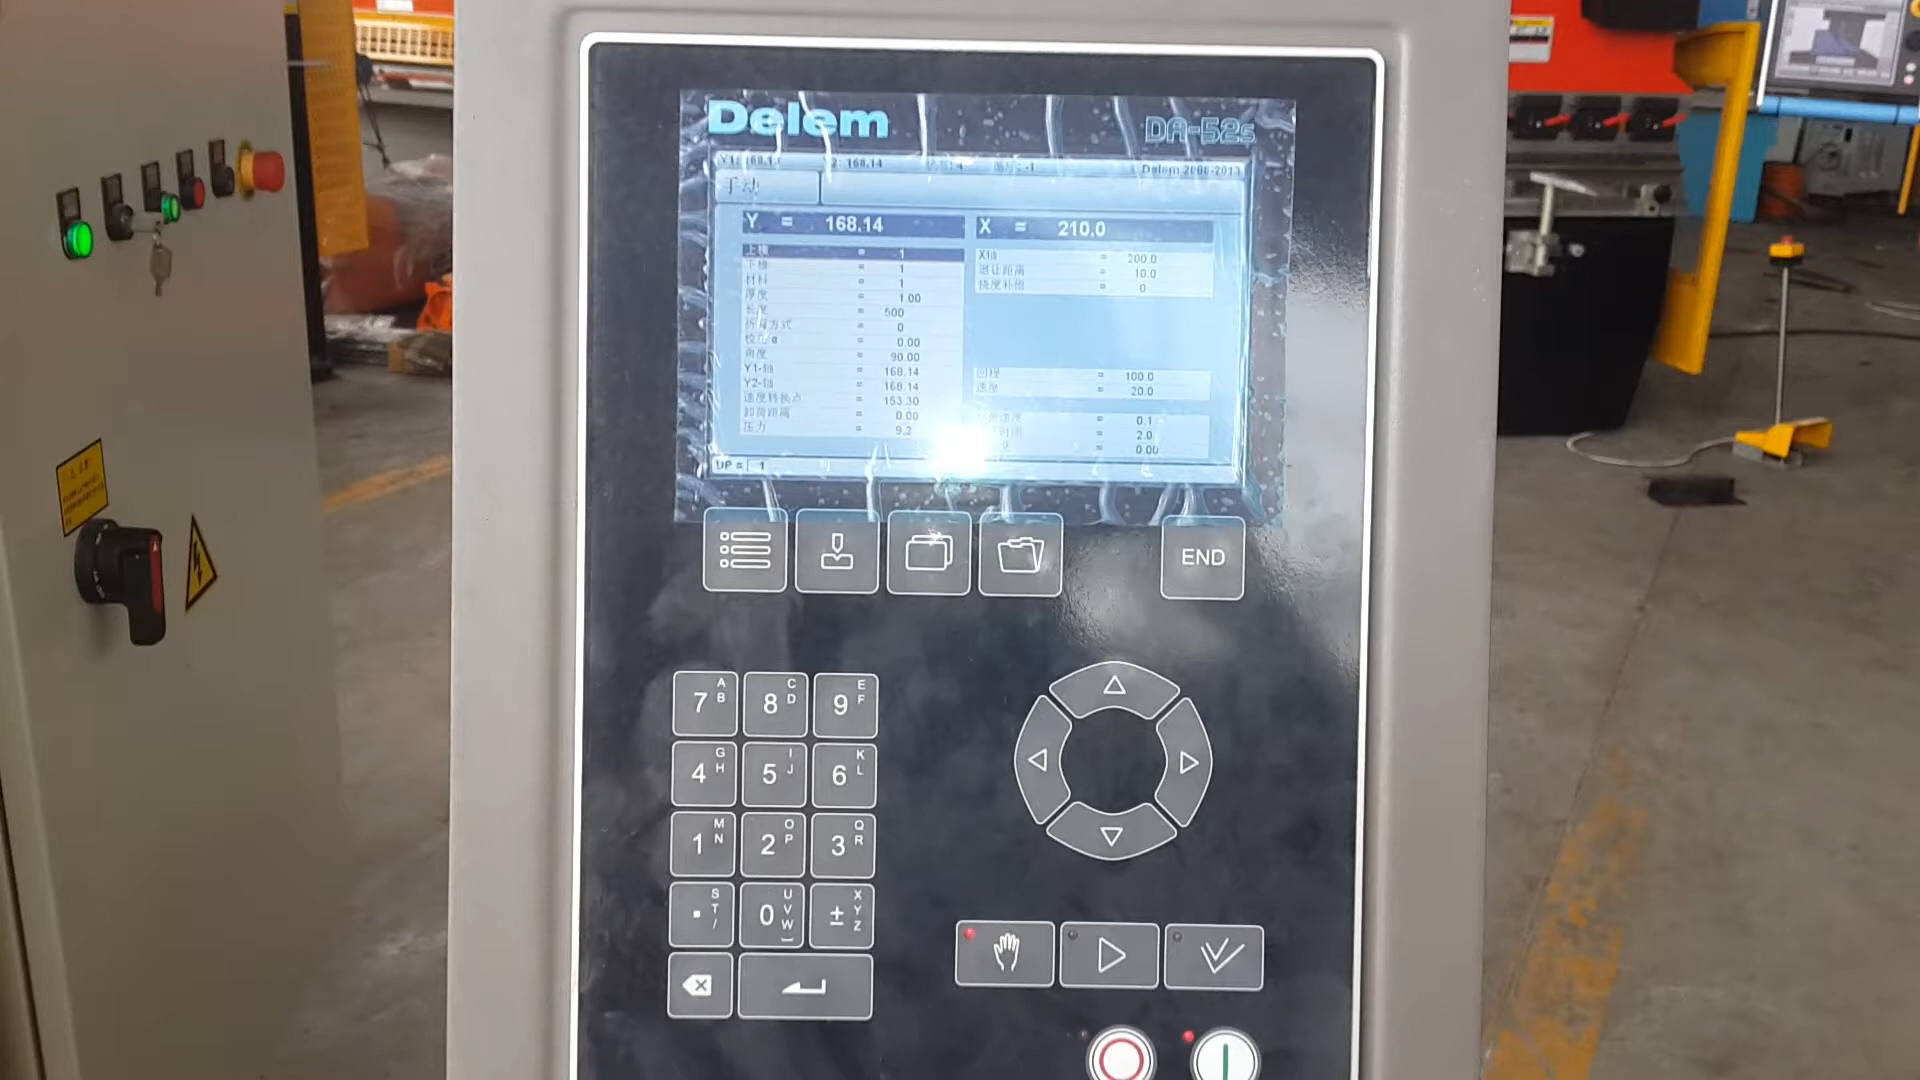 Delem
DA-52s
Y2: 168.14
Delem 2008-2013
手动
Y = 168.14
X = 210.0
上模 = 1
下模 = 1
材料 = 1
厚度 = 1.00
长度 = 500
折弯方式 = 0
校正α = 0.00
角度 = 90.00
Y1-轴 = 168.14
Y2-轴 = 168.14
速度转换点 = 153.30
卸荷距离 = 0.00
压力 = 9.2
X轴 = 200.0
退让距离 = 10.0
挠度补偿 = 0
回程 = 100.0
速度 = 20.0
= 0.1
= 2.0
= 0.00
UP = 1
END
7 A B
8 C D
9 E F
4 G H
5 I J
6 K L
1 M N
2 O P
3 Q R
. S T /
0 U V W
± X Y Z